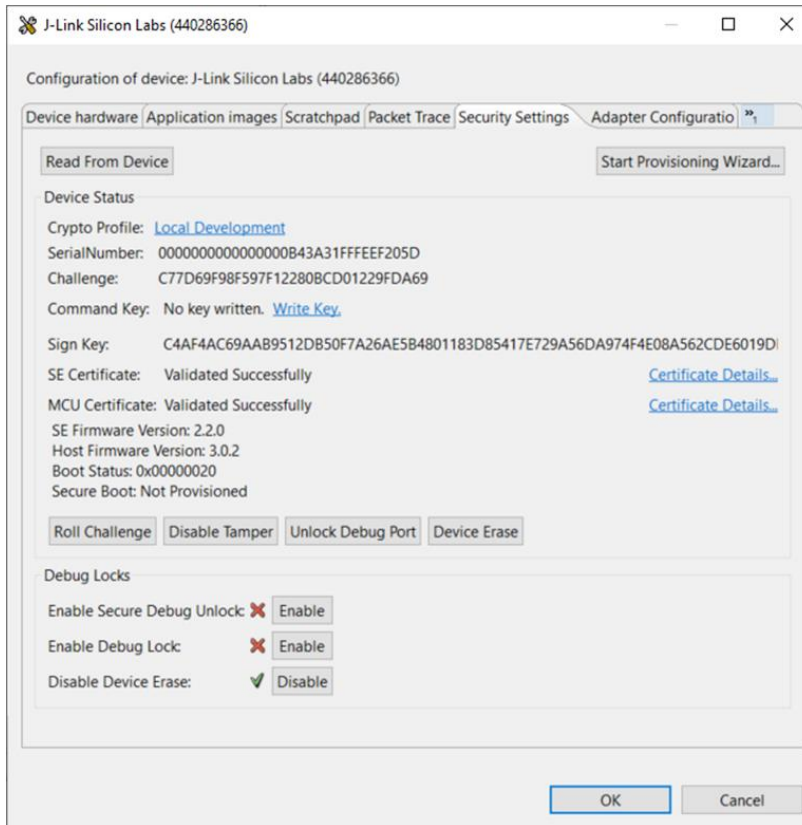 J-Link Silicon Labs (440286366)
Configuration of device: J-Link Silicon Labs (440286366)
Device hardware Application images Scratchpad Packet Trace Security Settings Adapter Configuratio »1
Read From Device Start Provisioning Wizard...
Device Status
Crypto Profile: Local Development
SerialNumber: 0000000000000000B43A31FFFEEF205D
Challenge: C77D69F98F597F12280BCD01229FDA69
Command Key: No key written. Write Key.
Sign Key: C4AF4AC69AAB9512DB50F7A26AE5B4801183D85417E729A56DA974F4E08A562CDE6019D
SE Certificate: Validated Successfully Certificate Details...
MCU Certificate: Validated Successfully Certificate Details...
SE Firmware Version: 2.2.0
Host Firmware Version: 3.0.2
Boot Status: 0x00000020
Secure Boot: Not Provisioned
Roll Challenge Disable Tamper Unlock Debug Port Device Erase
Debug Locks
Enable Secure Debug Unlock: Enable
Enable Debug Lock: Enable
Disable Device Erase: Disable
OK Cancel